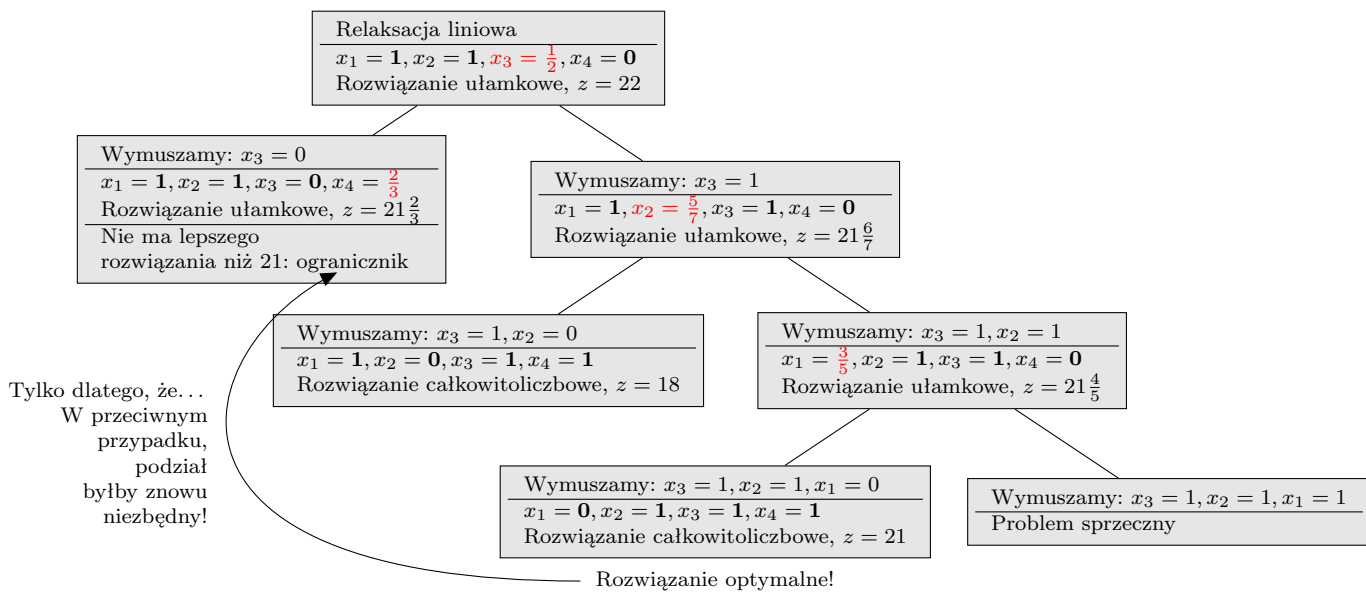 Relaksacja liniowa
x₁ = 1, x₂ = 1, x₃ = 1/2, x₄ = 0
Rozwiązanie ułamkowe, z = 22
Wymuszamy: x₃ = 0
x₁ = 1, x₂ = 1, x₃ = 0, x₄ = 2/3
Rozwiązanie ułamkowe, z = 21 2/3
Nie ma lepszego
rozwiązania niż 21: ogranicznik
Wymuszamy: x₃ = 1
x₁ = 1, x₂ = 5/7, x₃ = 1, x₄ = 0
Rozwiązanie ułamkowe, z = 21 6/7
Wymuszamy: x₃ = 1, x₂ = 0
x₁ = 1, x₂ = 0, x₃ = 1, x₄ = 1
Rozwiązanie całkowitoliczbowe, z = 18
Wymuszamy: x₃ = 1, x₂ = 1
x₁ = 3/5, x₂ = 1, x₃ = 1, x₄ = 0
Rozwiązanie ułamkowe, z = 21 4/5
Tylko dlatego, że...
W przeciwnym
przypadku,
podział
byłby znowu
niezbędny!
Wymuszamy: x₃ = 1, x₂ = 1, x₁ = 0
x₁ = 0, x₂ = 1, x₃ = 1, x₄ = 1
Rozwiązanie całkowitoliczbowe, z = 21
Wymuszamy: x₃ = 1, x₂ = 1, x₁ = 1
Problem sprzeczny
Rozwiązanie optymalne!